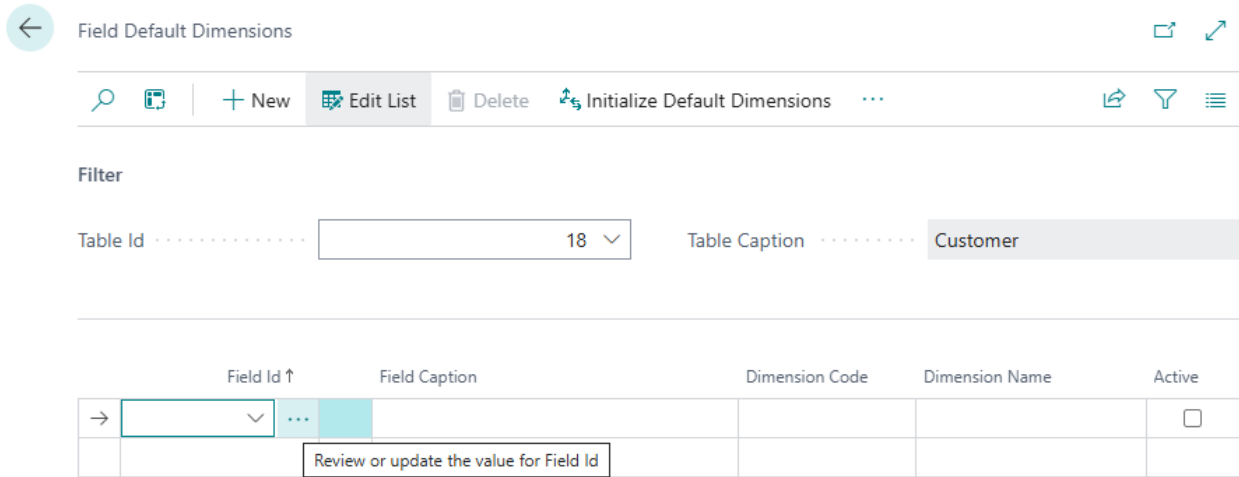 Field Default Dimensions
New Edit List Delete Initialize Default Dimensions ...
Filter
Table Id 18 Table Caption Customer
Field Id ↑ Field Caption Dimension Code Dimension Name Active
...
Review or update the value for Field Id